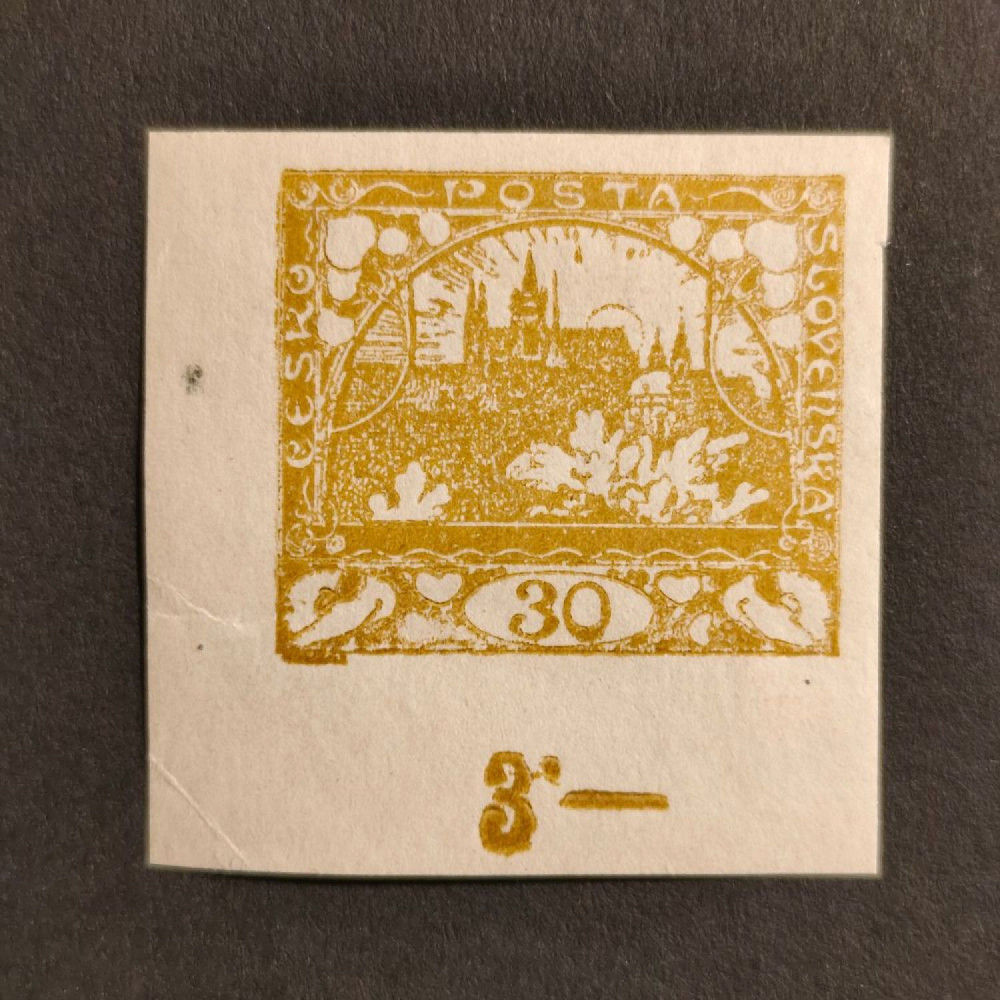 POSTA
ČESKO
SLOVENSKÁ
30
3·—